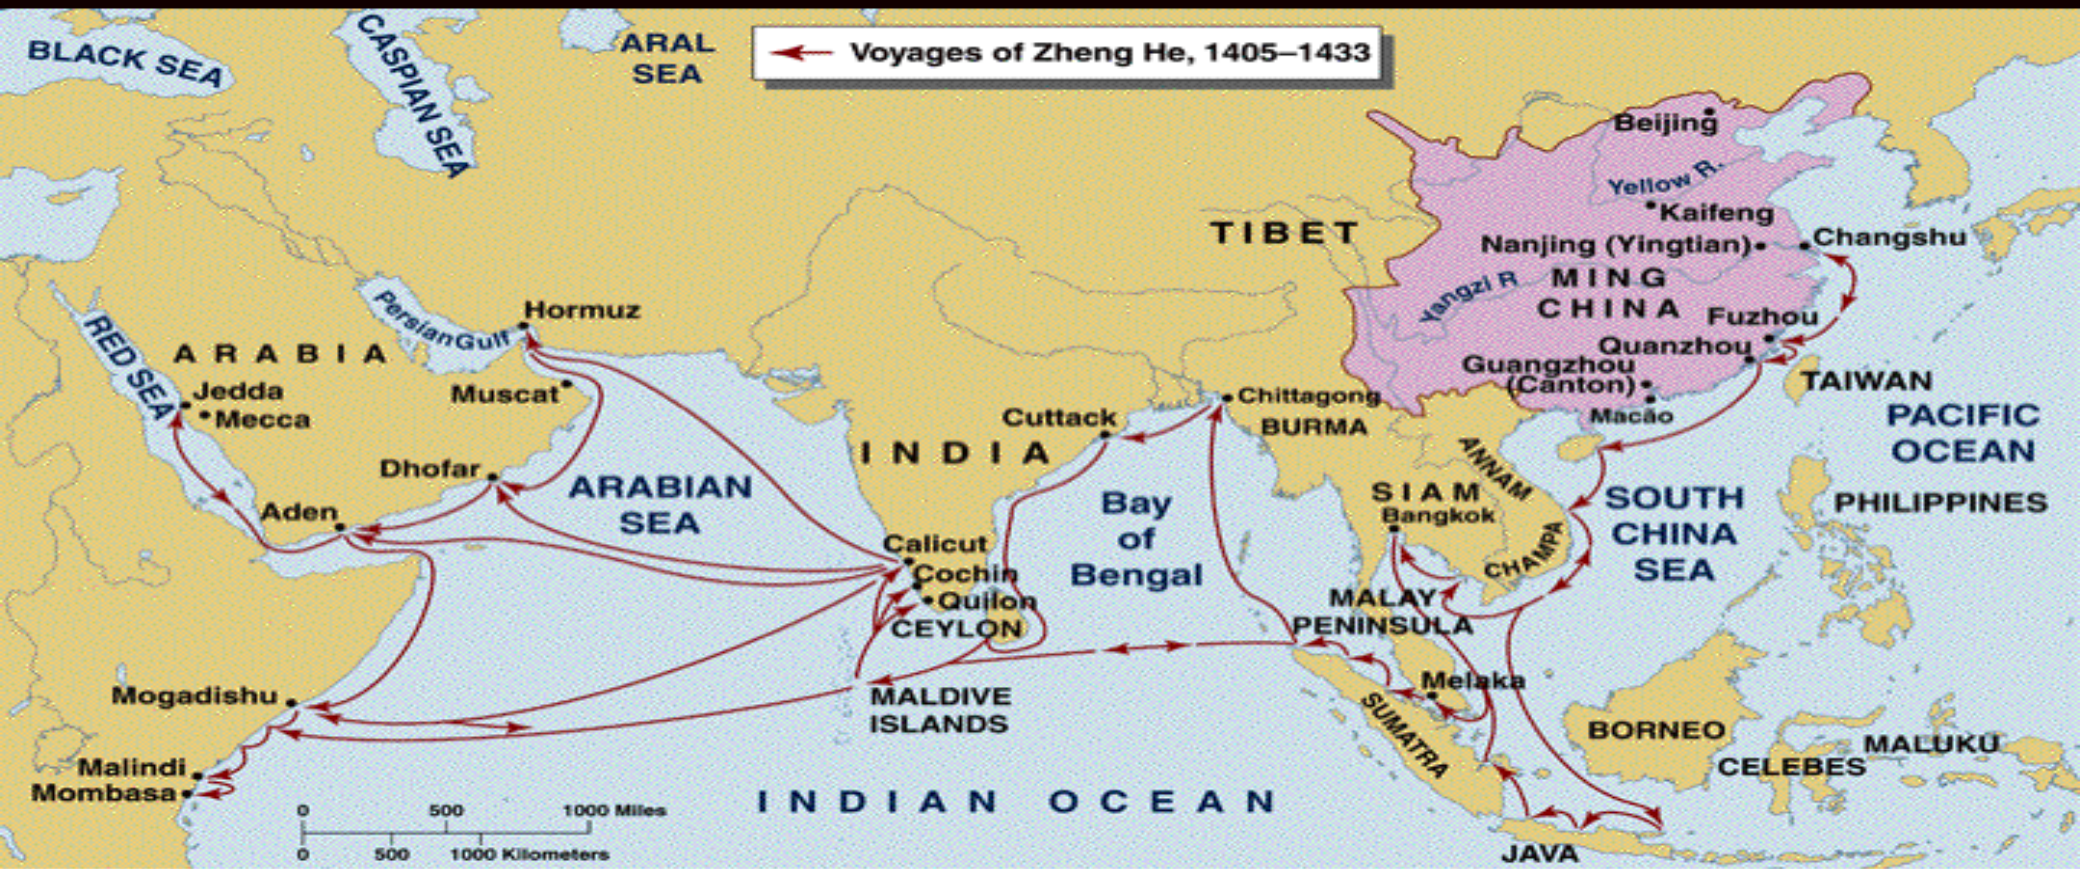 BLACK SEA
CASPIAN SEA
ARAL
SEA
Voyages of Zheng He, 1405–1433
Beijing
Yellow R.
Kaifeng
TIBET
Nanjing (Yingtian)
Changshu
Yangzi R
MING
CHINA
Fuzhou
Quanzhou
Guangzhou
(Canton)
Macão
TAIWAN
PACIFIC
OCEAN
Hormuz
Persian Gulf
RED SEA
ARABIA
Jedda
Mecca
Muscat
Dhofar
Aden
ARABIAN
SEA
INDIA
Cuttack
Chittagong
BURMA
Bay
of
Bengal
ANNAM
SIAM
Bangkok
CHAMPA
SOUTH
CHINA
SEA
PHILIPPINES
Calicut
Cochin
Quilon
CEYLON
MALAY
PENINSULA
Melaka
SUMATRA
MALDIVE
ISLANDS
Mogadishu
Malindi
Mombasa
BORNEO
CELEBES
MALUKU
JAVA
INDIAN OCEAN
0 500 1000 Miles
0 500 1000 Kilometers